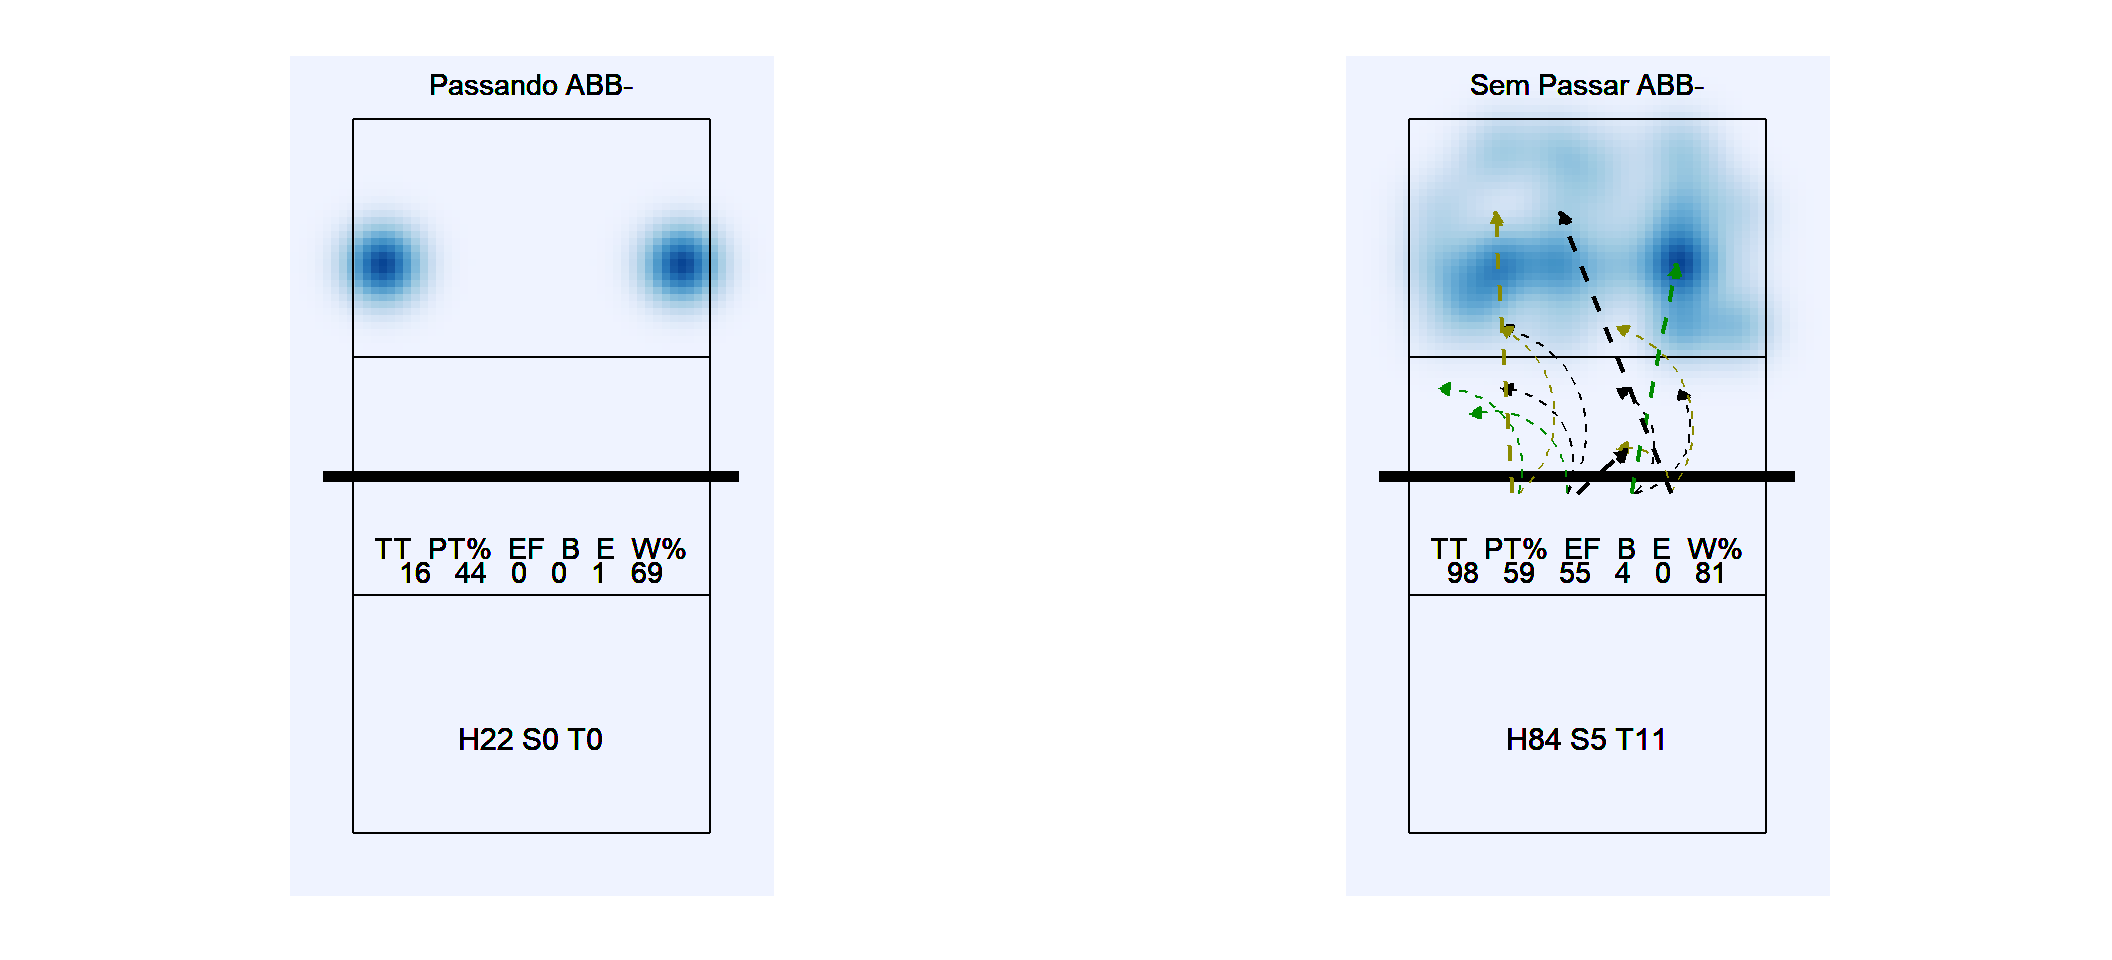 Passando ABB-
TT PT% EF B E W%
16 44 0 0 1 69
H22 S0 T0
Sem Passar ABB-
TT PT% EF B E W%
98 59 55 4 0 81
H84 S5 T11